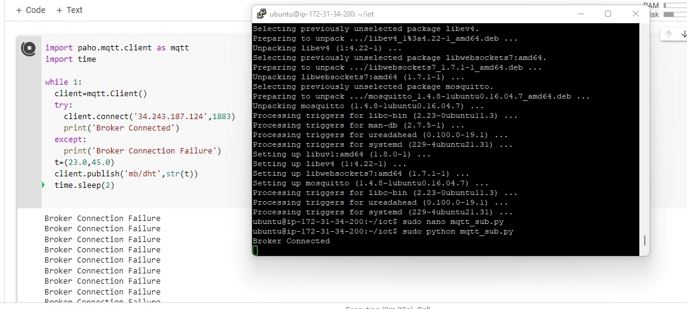 + Code + Text
import paho.mqtt.client as mqtt
import time
while 1:
client=mqtt.Client()
try:
client.connect('34.243.187.124',1883)
print('Broker Connected')
except:
print('Broker Connection Failure')
t=(23.0,45.0)
client.publish('mb/dht',str(t))
time.sleep(2)
Broker Connection Failure
Broker Connection Failure
Broker Connection Failure
Broker Connection Failure
Broker Connection Failure
Broker Connection Failure
Broker Connection Failure
Broker Connection Failure
RAM
Disk
ubuntu@ip-172-31-34-200: ~/iot
Selecting previously unselected package libev4.
Preparing to unpack .../libev4_1%3a4.22-1_amd64.deb ...
Unpacking libev4 (1:4.22-1) ...
Selecting previously unselected package libwebsockets7:amd64.
Preparing to unpack .../libwebsockets7_1.7.1-1_amd64.deb ...
Unpacking libwebsockets7:amd64 (1.7.1-1) ...
Selecting previously unselected package mosquitto.
Preparing to unpack .../mosquitto_1.4.8-1ubuntu0.16.04.7_amd64.deb ...
Unpacking mosquitto (1.4.8-1ubuntu0.16.04.7) ...
Processing triggers for libc-bin (2.23-0ubuntu11.3) ...
Processing triggers for man-db (2.7.5-1) ...
Processing triggers for ureadahead (0.100.0-19.1) ...
Processing triggers for systemd (229-4ubuntu21.31) ...
Setting up libuv1:amd64 (1.8.0-1) ...
Setting up libev4 (1:4.22-1) ...
Setting up libwebsockets7:amd64 (1.7.1-1) ...
Setting up mosquitto (1.4.8-1ubuntu0.16.04.7) ...
Processing triggers for libc-bin (2.23-0ubuntu11.3) ...
Processing triggers for ureadahead (0.100.0-19.1) ...
Processing triggers for systemd (229-4ubuntu21.31) ...
ubuntu@ip-172-31-34-200:~/iot$ sudo nano mqtt_sub.py
ubuntu@ip-172-31-34-200:~/iot$ sudo python mqtt_sub.py
Broker Connected